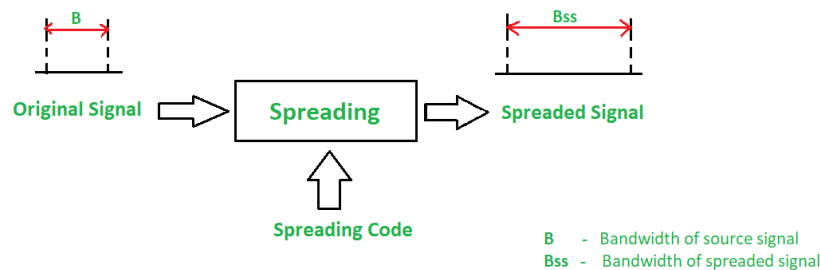 B
Bss
Original Signal
Spreading
Spreaded Signal
Spreading Code
B - Bandwidth of source signal
Bss - Bandwidth of spreaded signal